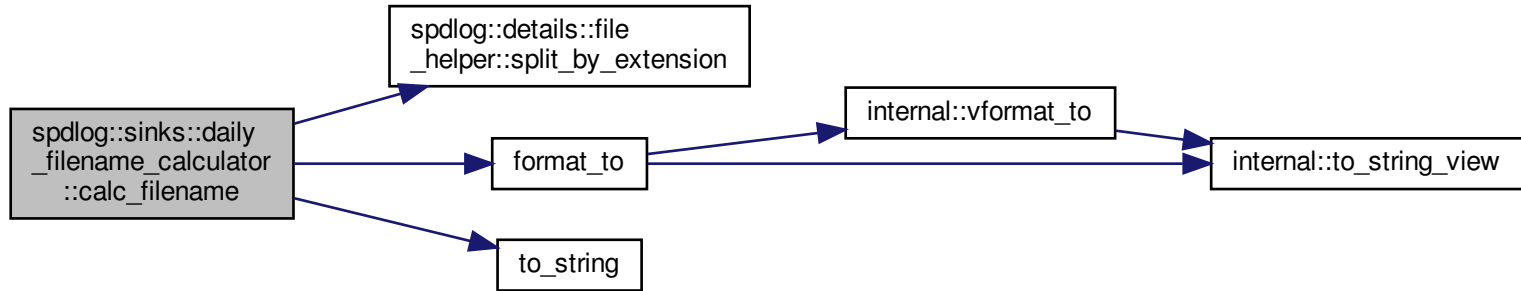 spdlog::sinks::daily
_filename_calculator
::calc_filename
spdlog::details::file
_helper::split_by_extension
format_to
to_string
internal::vformat_to
internal::to_string_view